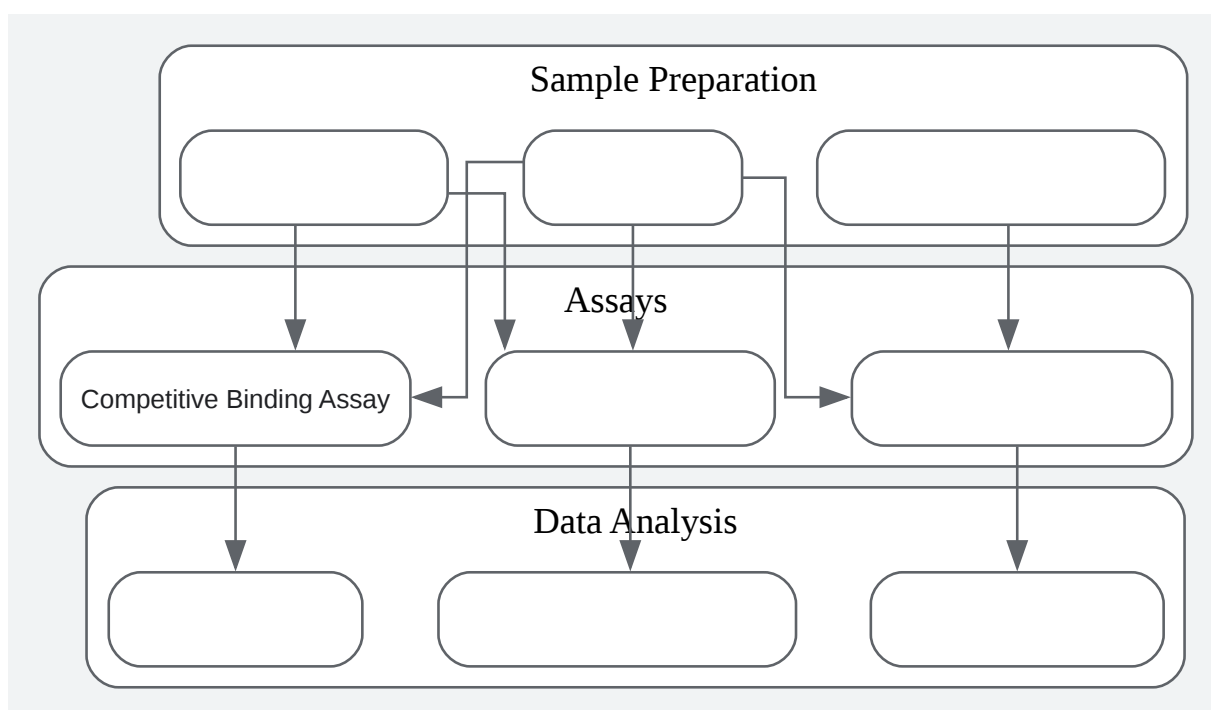 Sample Preparation
Assays
Competitive Binding Assay
Data Analysis